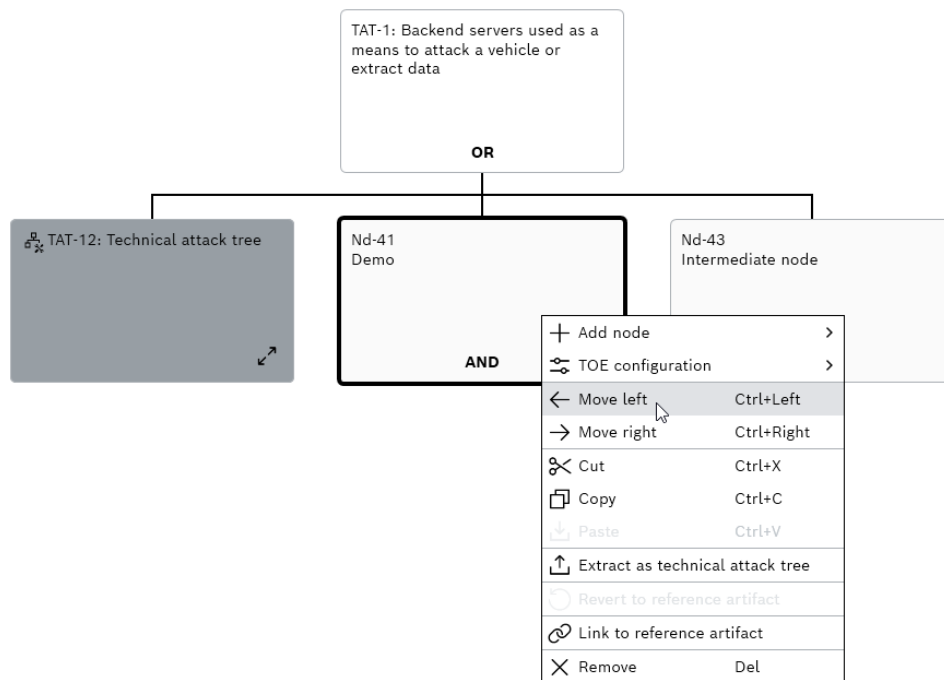 TAT-1: Backend servers used as a
means to attack a vehicle or
extract data
OR
TAT-12: Technical attack tree
Nd-41
Demo
AND
Nd-43
Intermediate node
Add node
TOE configuration
Move left Ctrl+Left
Move right Ctrl+Right
Cut Ctrl+X
Copy Ctrl+C
Paste Ctrl+V
Extract as technical attack tree
Revert to reference artifact
Link to reference artifact
Remove Del